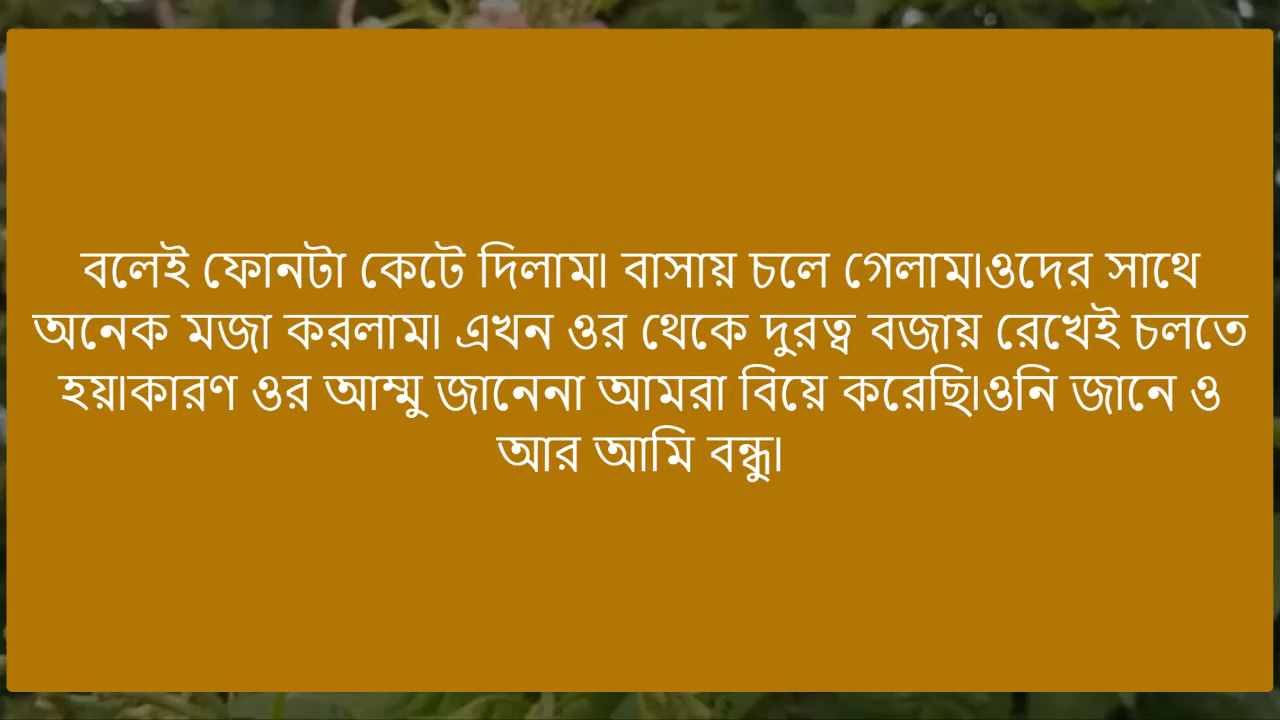 বলেই ফোনটা কেটে দিলাম। বাসায় চলে গেলাম।ওদের সাথে
অনেক মজা করলাম। এখন ওর থেকে দুরত্ব বজায় রেখেই চলতে
হয়।কারণ ওর আম্মু জানেনা আমরা বিয়ে করেছি।ওনি জানে ও
আর আমি বন্ধু।